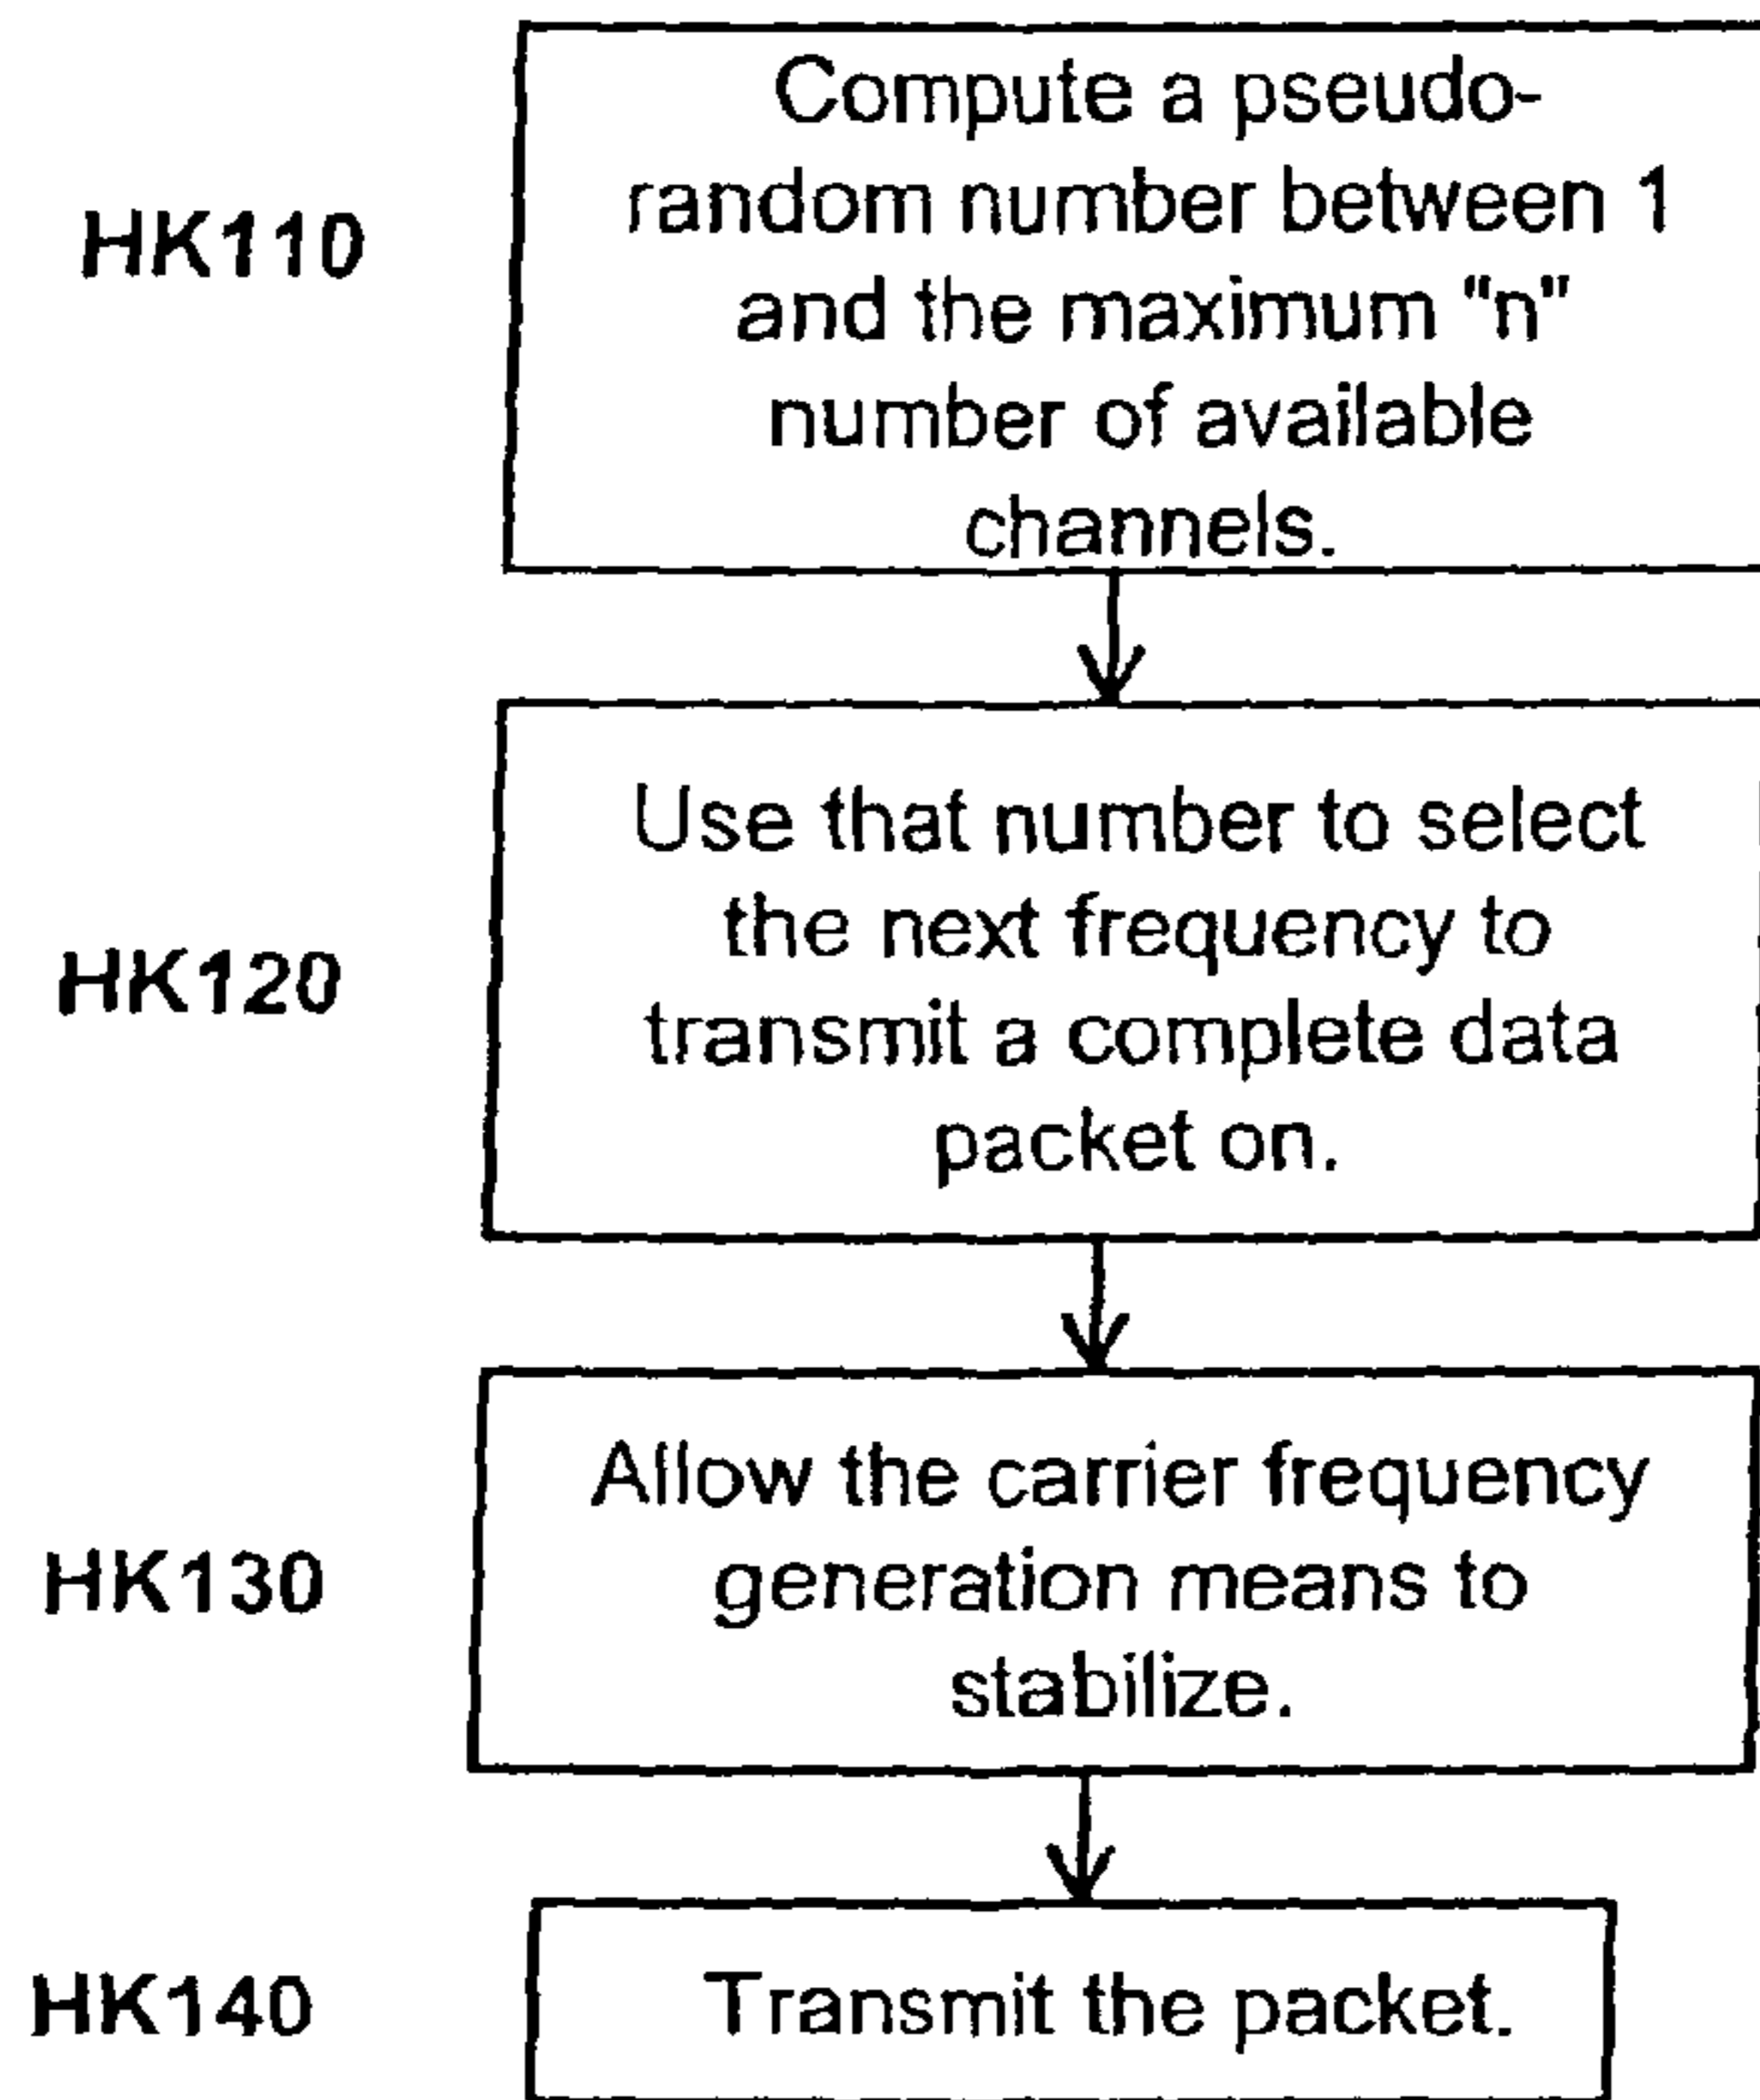 Compute a pseudo-
HK110
random number between 1
and the maximum "n"
number of available
channels.
Use that number to select
the next frequency to
HK120
transmit a complete data
packet on.
Allow the carrier frequency
HK130
generation means to
stabilize.
HK140
Transmit the packet.